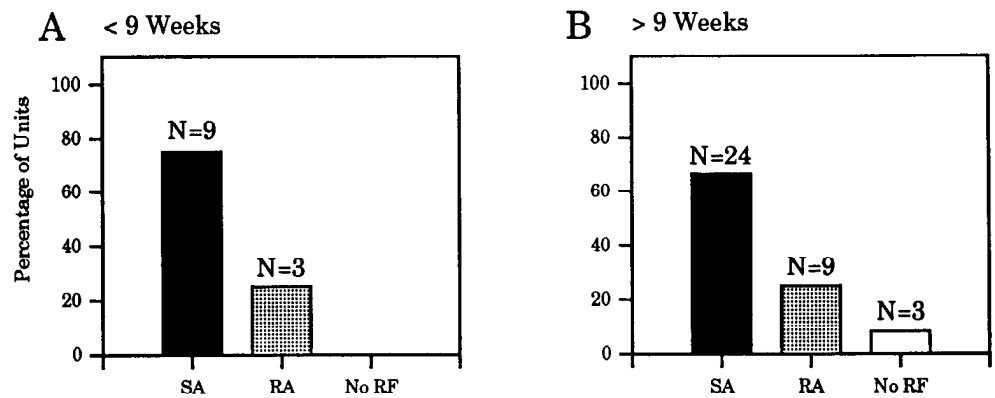 A < 9 Weeks
Percentage of Units
100
80
60
40
20
0
N=9
N=3
SA RA No RF
B > 9 Weeks
100
80
60
40
20
0
N=24
N=9
N=3
SA RA No RF